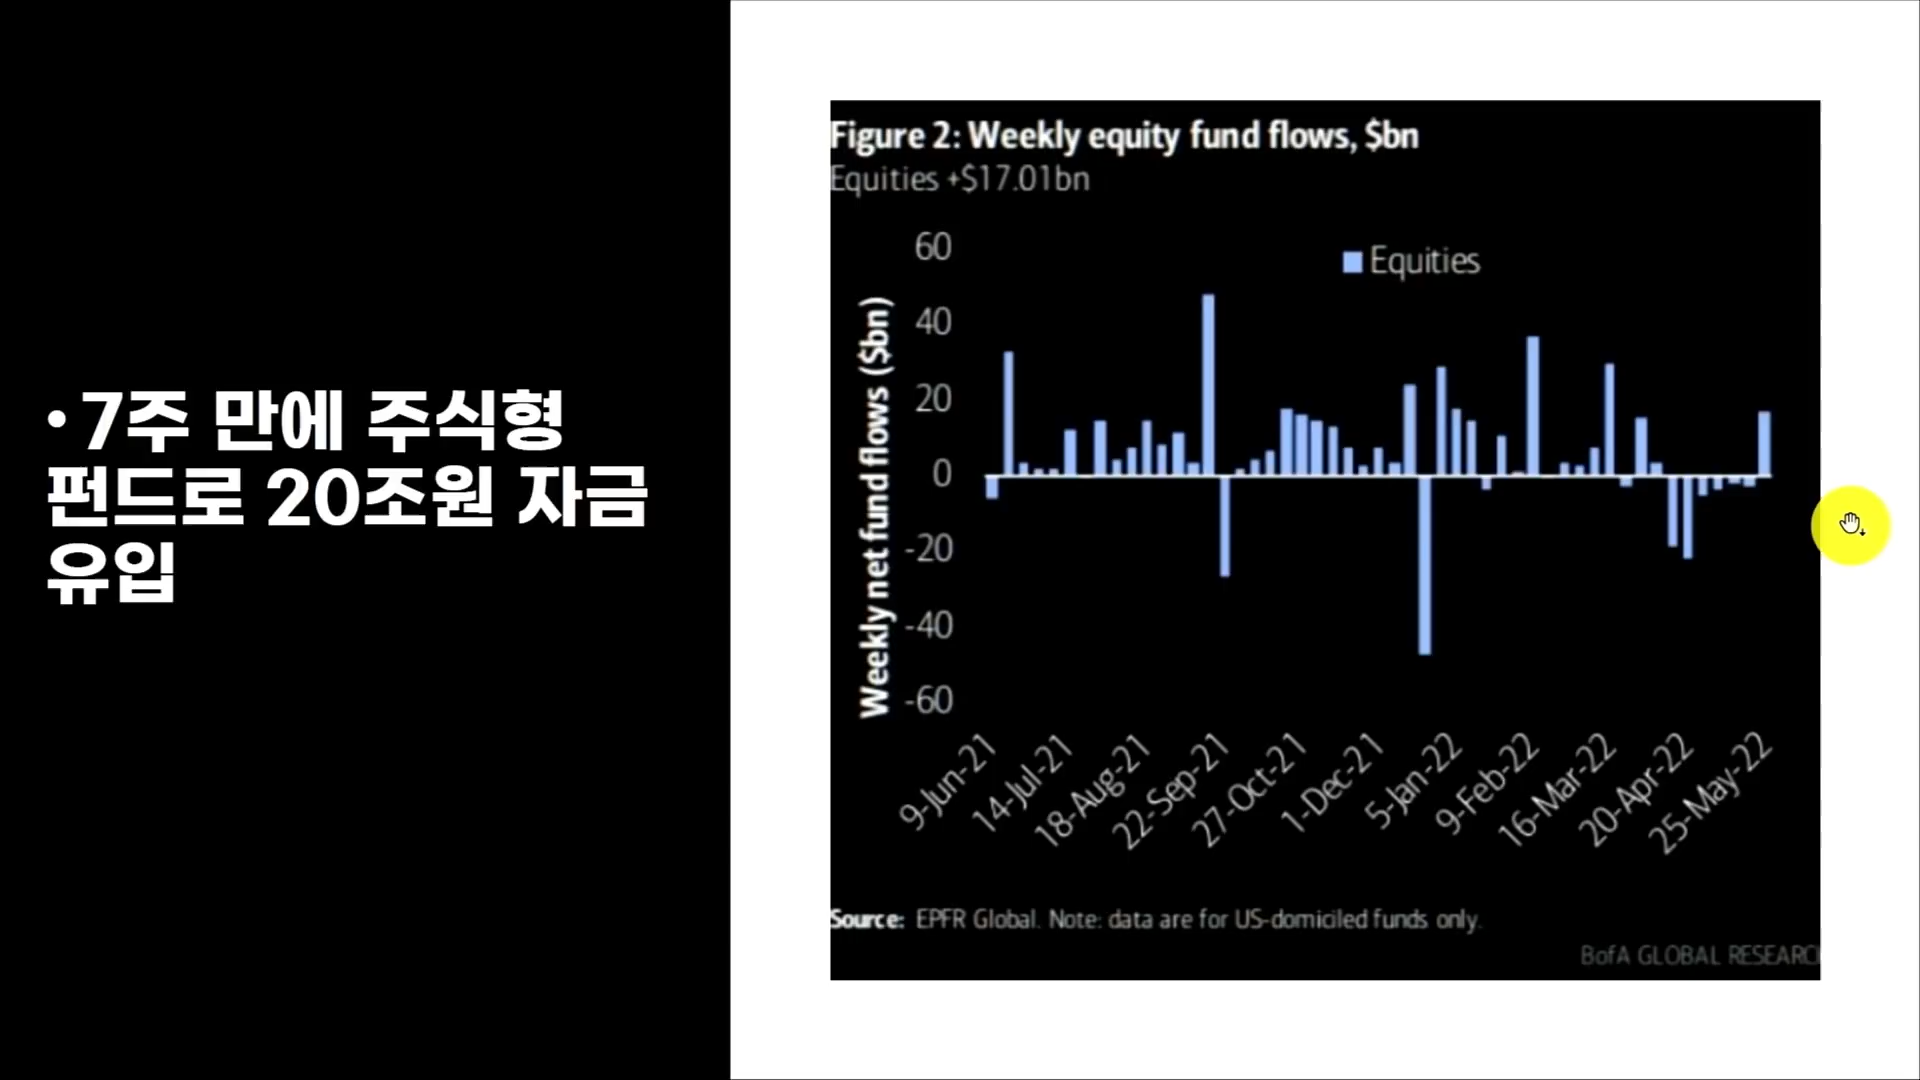 • 7주 만에 주식형
펀드로 20조원 자금
유입
Figure 2: Weekly equity fund flows, $bn
Equities +$17.01bn
Equities
Weekly net fund flows ($bn)
60
40
20
0
-20
-40
-60
9-Jun-21
14-Jul-21
18-Aug-21
22-Sep-21
27-Oct-21
1-Dec-21
5-Jan-22
9-Feb-22
16-Mar-22
20-Apr-22
25-May-22
Source: EPFR Global. Note: data are for US-domiciled funds only.
BofA GLOBAL RESEARC